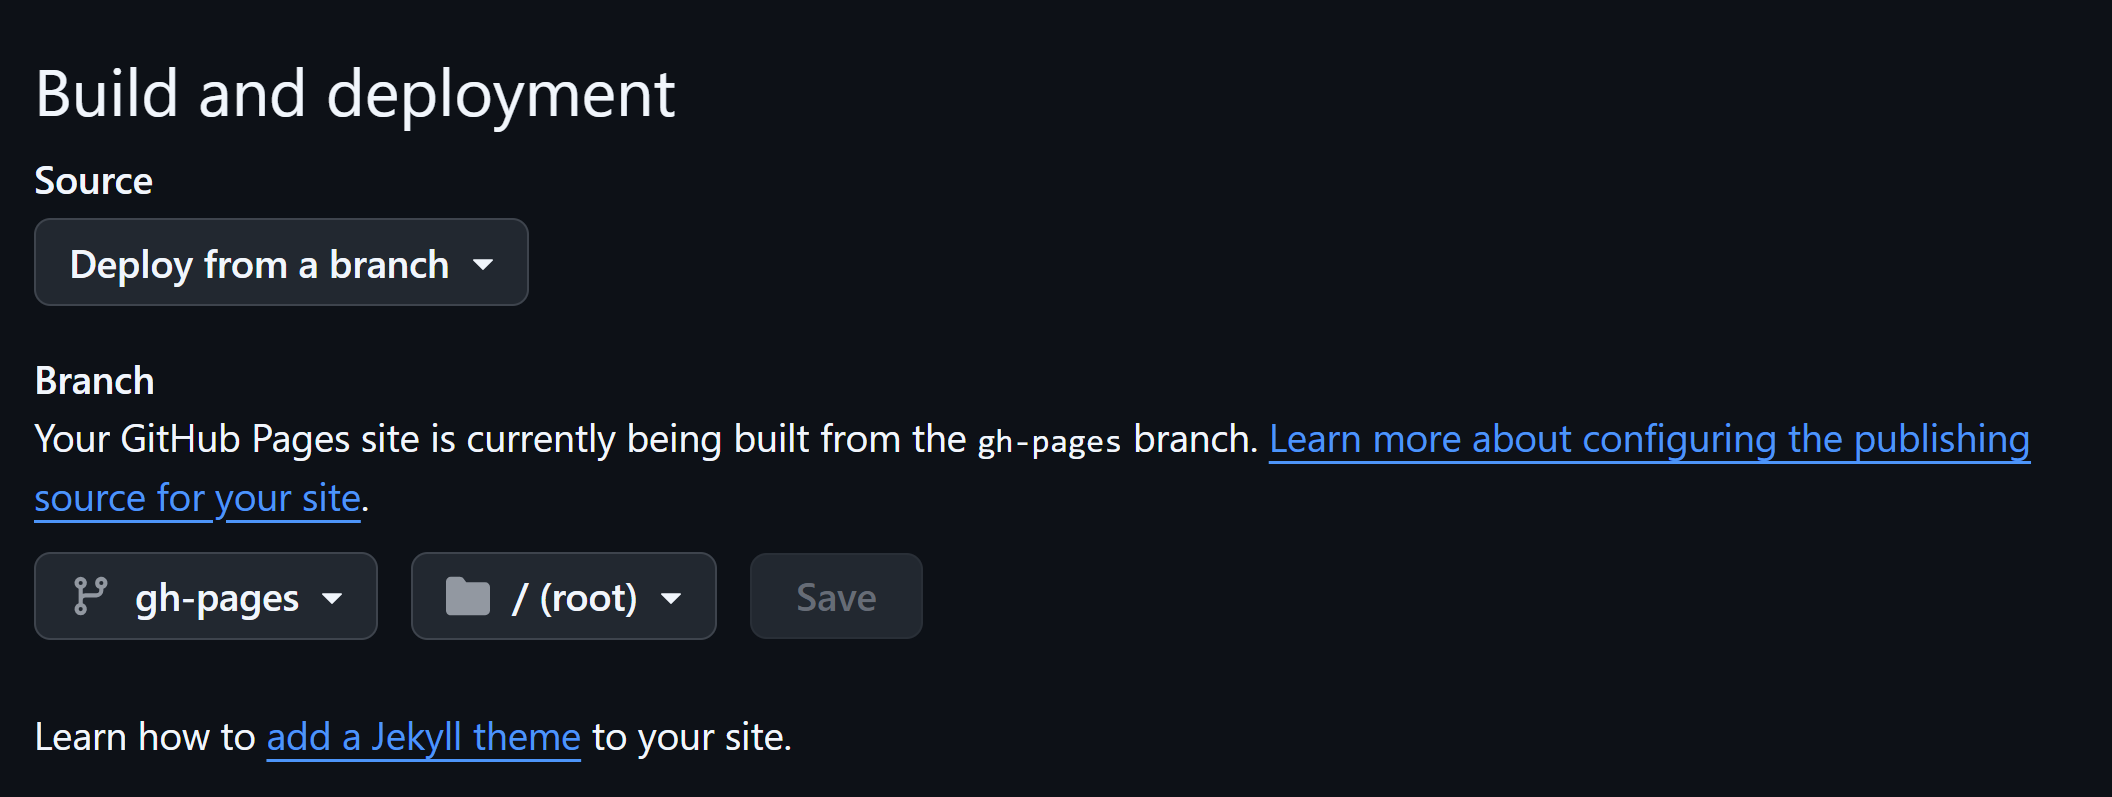 Build and deployment
Source
Deploy from a branch
Branch
Your GitHub Pages site is currently being built from the gh-pages branch. Learn more about configuring the publishing
source for your site.
gh-pages / (root) Save
Learn how to add a Jekyll theme to your site.